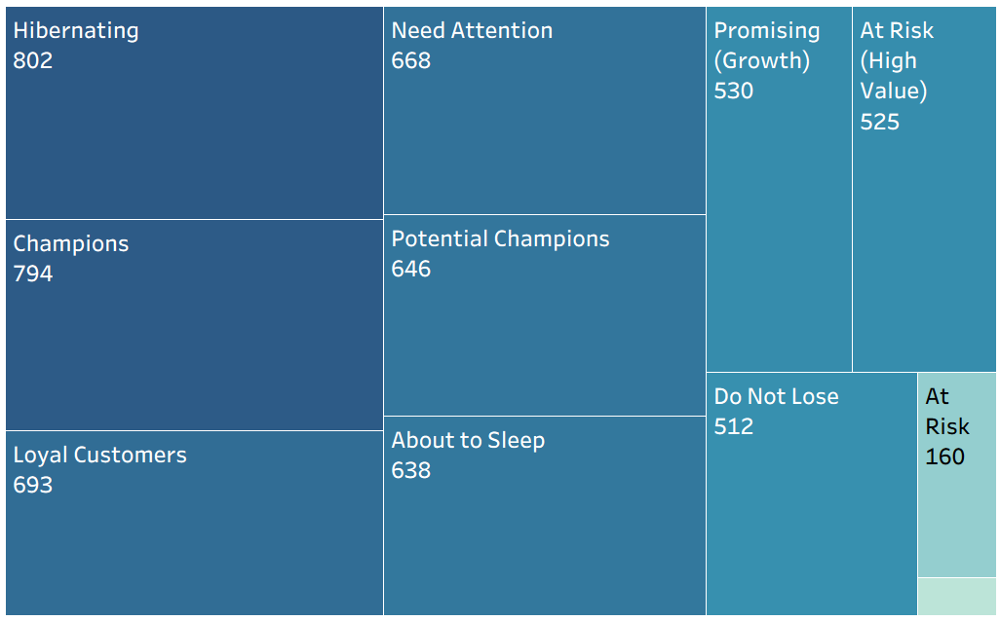 Hibernating
802
Champions
794
Loyal Customers
693
Need Attention
668
Potential Champions
646
About to Sleep
638
Promising
(Growth)
530
At Risk
(High
Value)
525
Do Not Lose
512
At
Risk
160